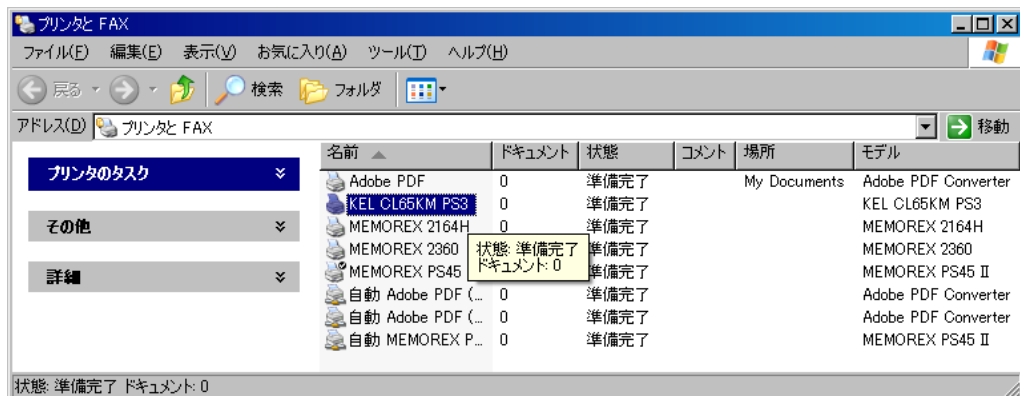 プリンタと FAX
ファイル(F) 編集(E) 表示(V) お気に入り(A) ツール(T) ヘルプ(H)
戻る 検索 フォルダ
アドレス(D) プリンタと FAX 移動
プリンタのタスク
その他
詳細
名前 ドキュメント 状態 コメント 場所 モデル
Adobe PDF 0 準備完了 My Documents Adobe PDF Converter
KEL CL65KM PS3 0 準備完了 KEL CL65KM PS3
MEMOREX 2164H 0 準備完了 MEMOREX 2164H
MEMOREX 2360 準備完了 MEMOREX 2360
MEMOREX PS45 準備完了 MEMOREX PS45 II
自動 Adobe PDF (... 0 準備完了 Adobe PDF Converter
自動 Adobe PDF (... 0 準備完了 Adobe PDF Converter
自動 MEMOREX P... 0 準備完了 MEMOREX PS45 II
状態: 準備完了
ドキュメント: 0
状態: 準備完了 ドキュメント: 0